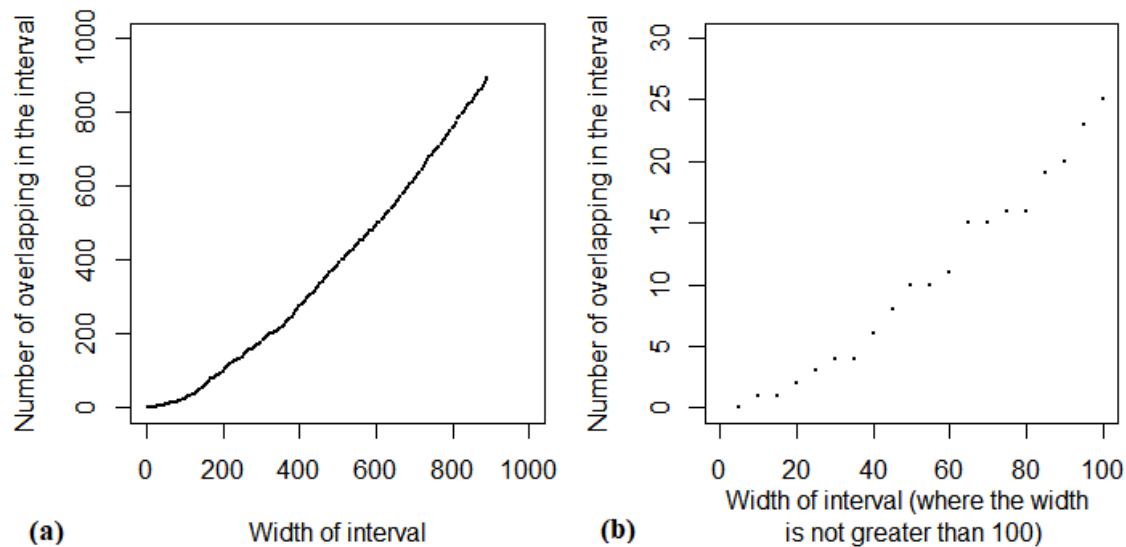 Number of overlapping in the interval
1000
800
600
400
200
0
0 200 400 600 800 1000
Width of interval
(a)
Number of overlapping in the interval
30
25
20
15
10
5
0
0 20 40 60 80 100
Width of interval (where the width
is not greater than 100)
(b)